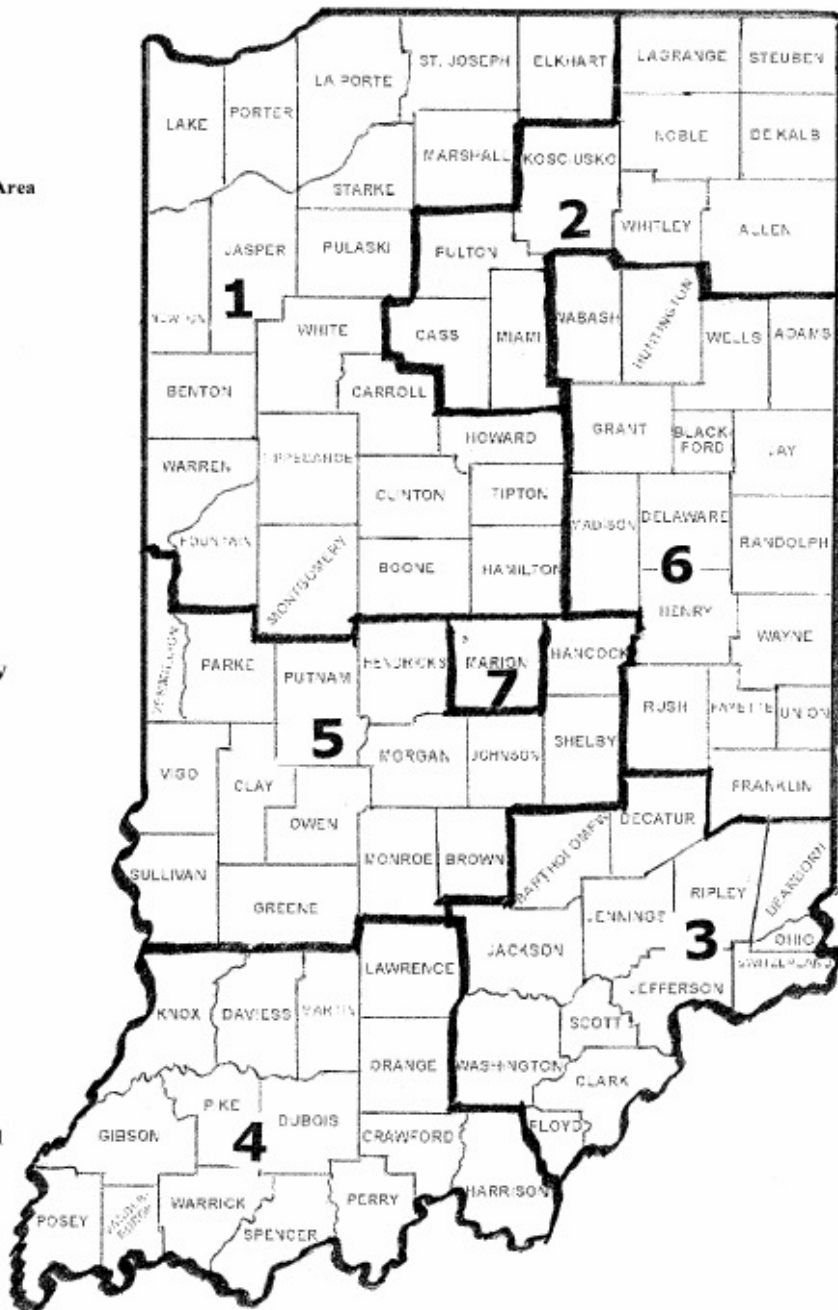 LAGRANGE STEUBEN
ST. JOSEPH ELKHART
LA PORTE
PORTER
LAKE
NOBLE DE KALB
MARSHALL KOSCIUSKO
Area
STARKE
2 WHITLEY ALLEN
JASPER PULASKI FULTON
1
NEWTON WHITE CASS MIAMI WABASH HUNTINGTON WELLS ADAMS
BENTON CARROLL
HOWARD GRANT BLACK-
FORD JAY
WARREN TIPPECANOE
CLINTON TIPTON
MADISON DELAWARE
FOUNTAIN MONTGOMERY BOONE HAMILTON RANDOLPH
6
HENRY
WAYNE
VERMILLION PARKE PUTNAM HENDRICKS MARION HANCOCK
7
y
RUSH FAYETTE UNION
5
VIGO CLAY MORGAN JOHNSON SHELBY
FRANKLIN
OWEN DECATUR
SULLIVAN MONROE BROWN BARTHOLOMEW RIPLEY DEARBORN
GREENE JENNINGS
3 OHIO
JACKSON SWITZERLAND
LAWRENCE JEFFERSON
KNOX DAVIESS MARTIN
SCOTT
ORANGE WASHINGTON
CLARK
PIKE DUBOIS
GIBSON 4 CRAWFORD FLOYD
POSEY WARRICK PERRY HARRISON
SPENCER